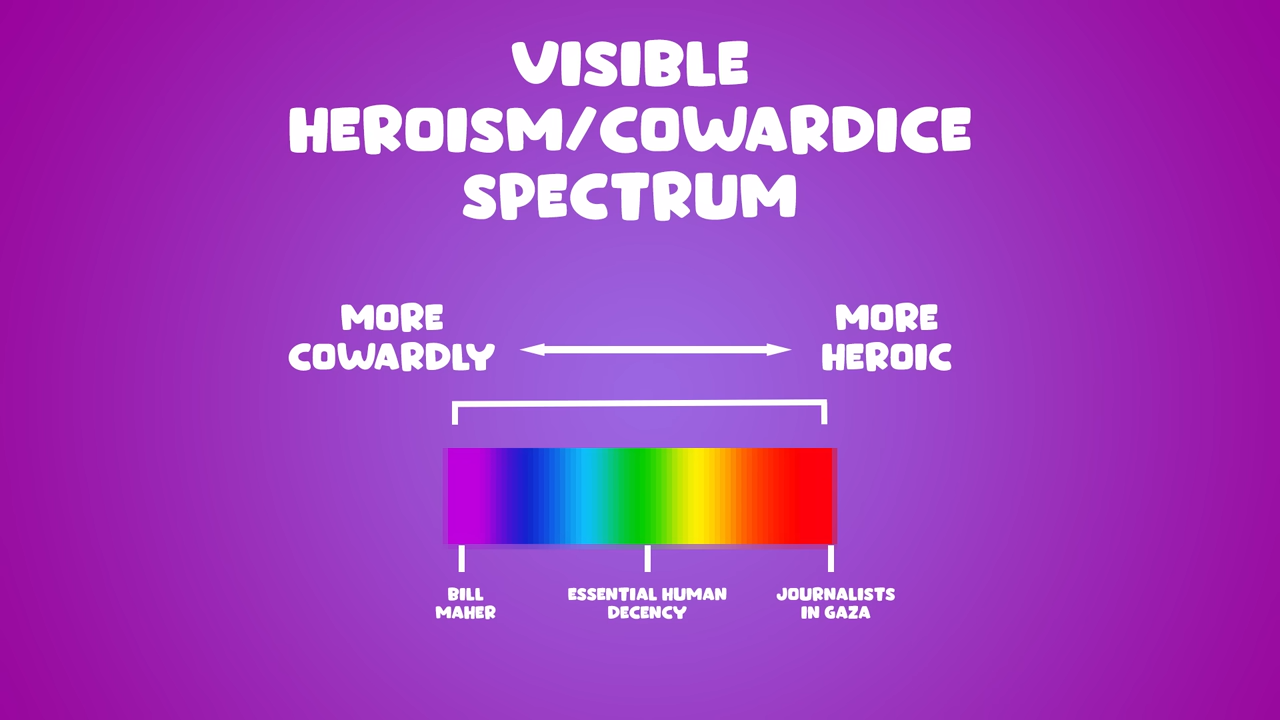 VISIBLE
HEROISM/COWARDICE
SPECTRUM
MORE
COWARDLY
MORE
HEROIC
BILL
MAHER
ESSENTIAL HUMAN
DECENCY
JOURNALISTS
IN GAZA